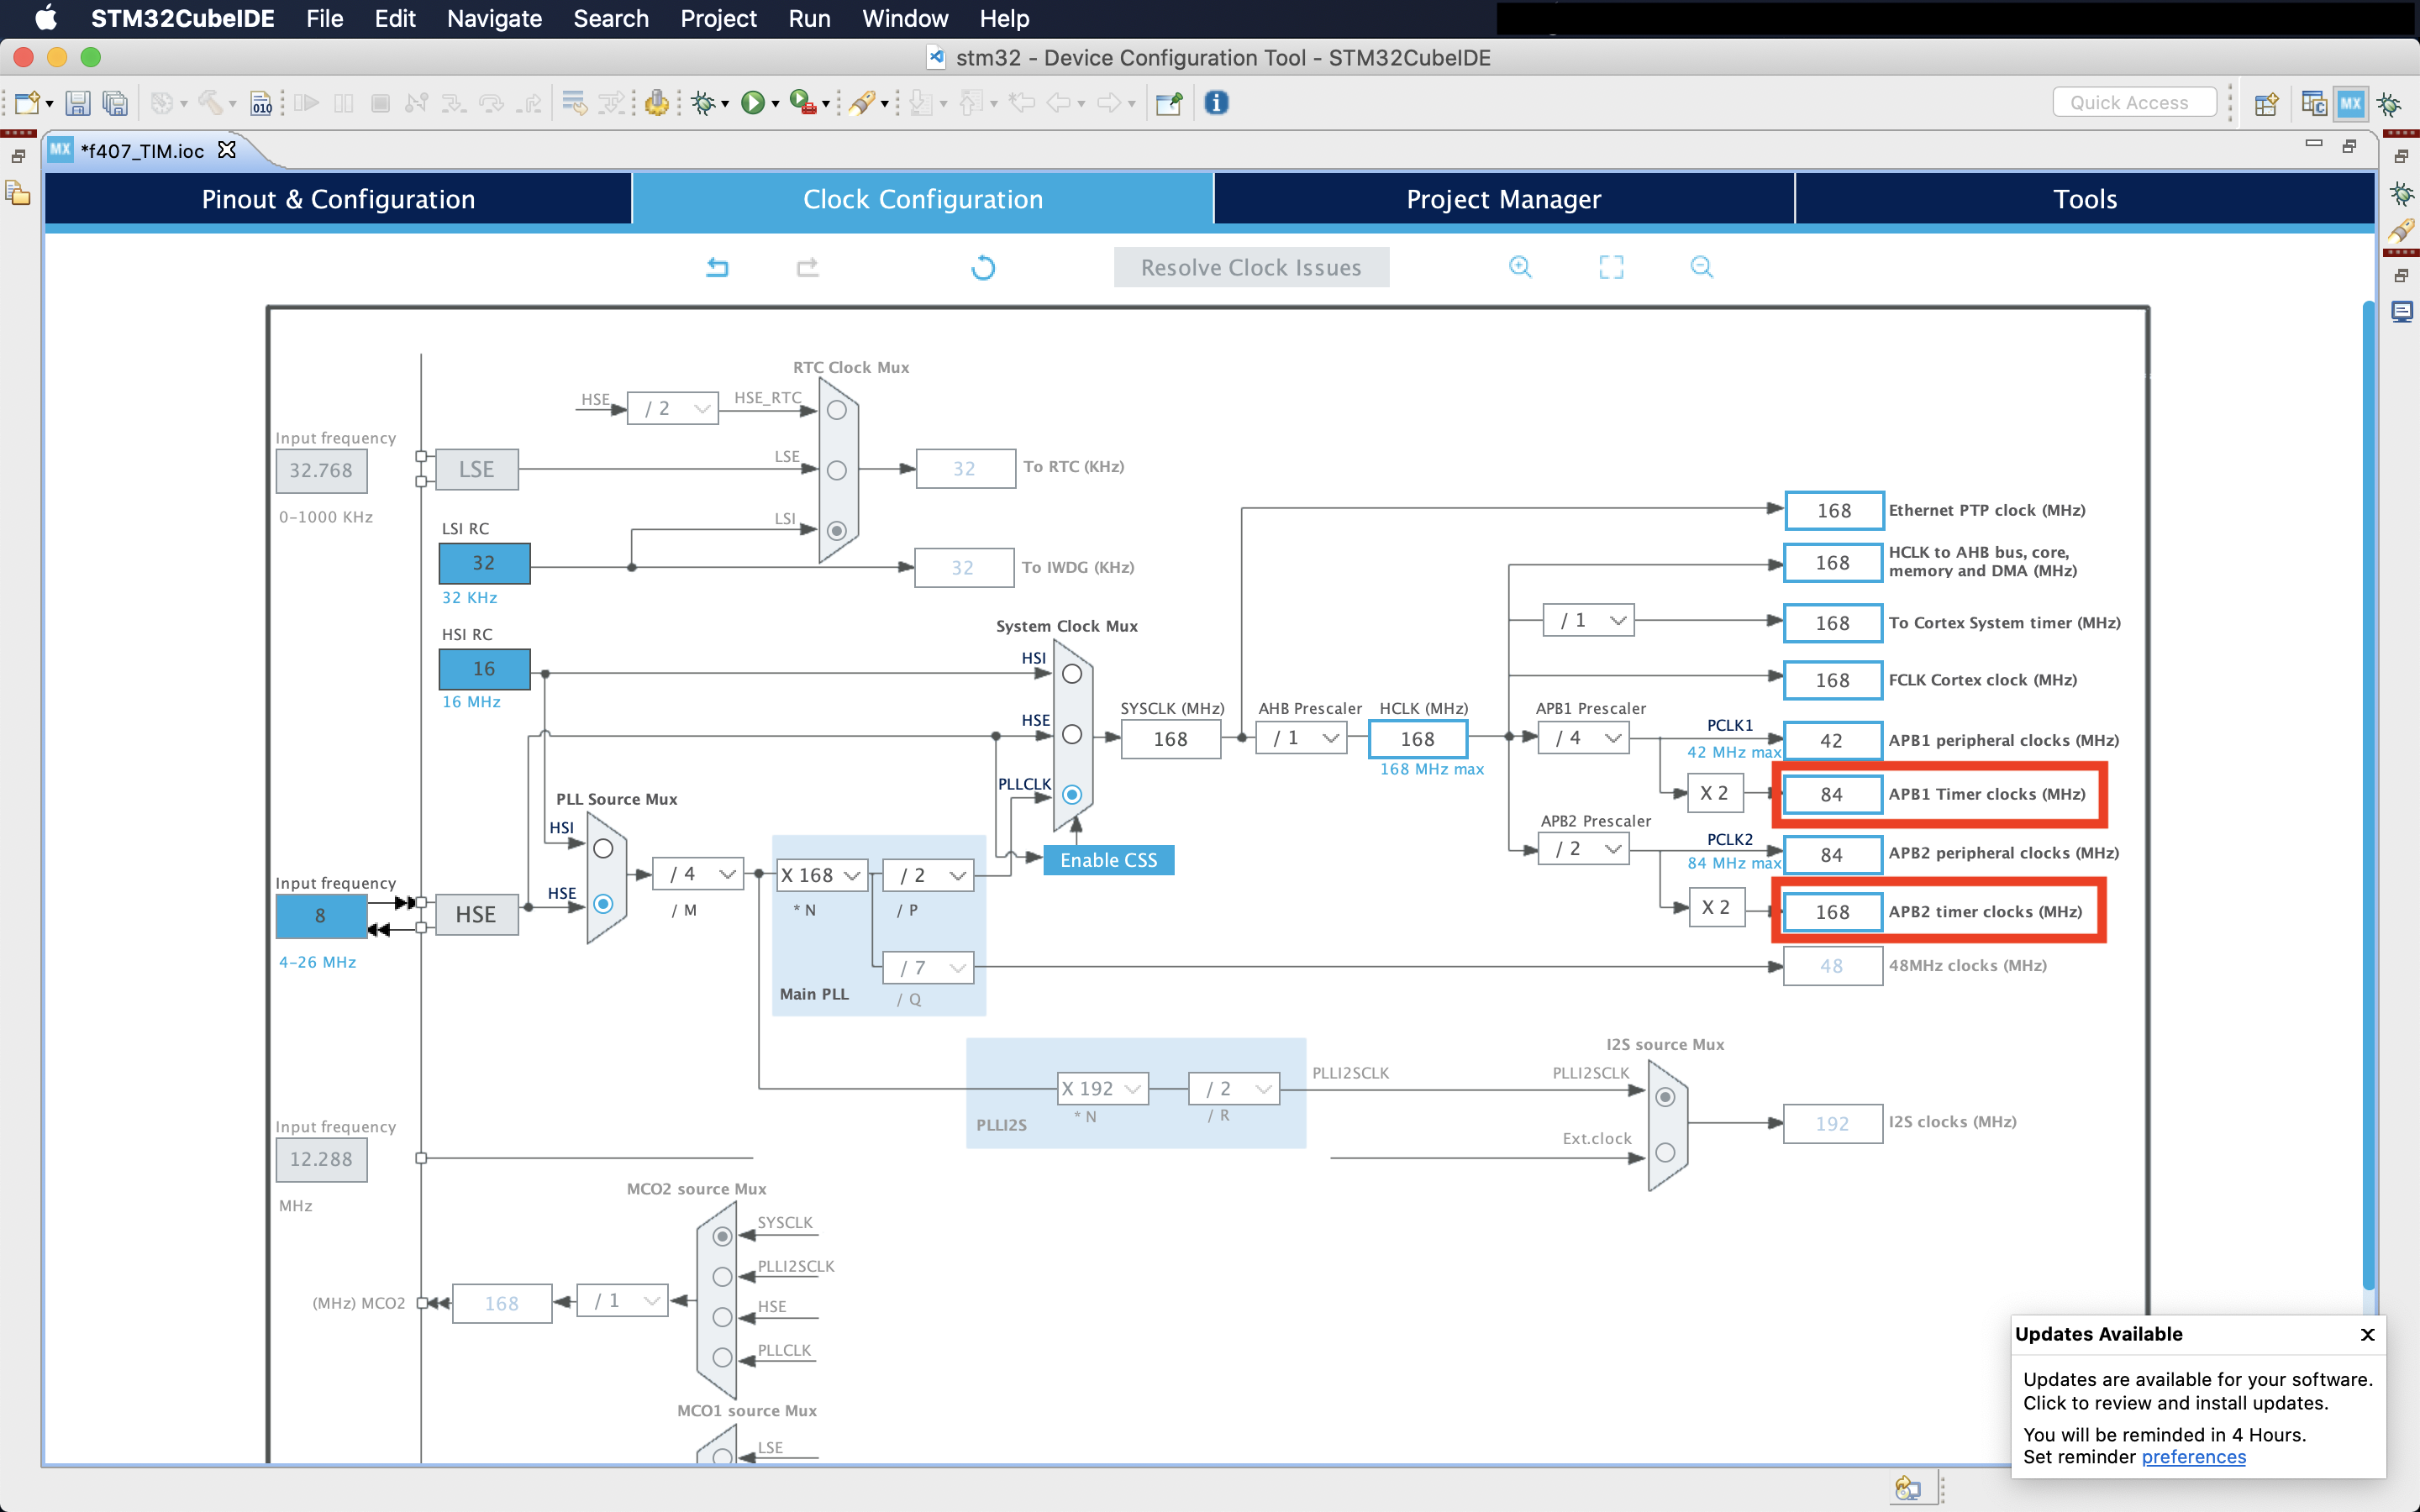 STM32CubeIDE File Edit Navigate Search Project Run Window Help
stm32 - Device Configuration Tool - STM32CubeIDE
010
Quick Access
MX
MX *f407_TIM.ioc
Pinout & Configuration
Clock Configuration
Project Manager
Tools
Resolve Clock Issues
RTC Clock Mux
HSE
/ 2
HSE_RTC
Input frequency
32.768
0-1000 KHz
LSE
LSE
32
To RTC (KHz)
LSI
LSI RC
32
32 KHz
32
To IWDG (KHz)
HSI RC
16
16 MHz
System Clock Mux
HSI
HSE
PLLCLK
SYSCLK (MHz)
168
AHB Prescaler
/ 1
HCLK (MHz)
168
168 MHz max
Enable CSS
168
Ethernet PTP clock (MHz)
168
HCLK to AHB bus, core,
memory and DMA (MHz)
/ 1
168
To Cortex System timer (MHz)
168
FCLK Cortex clock (MHz)
APB1 Prescaler
/ 4
PCLK1
42 MHz max
42
APB1 peripheral clocks (MHz)
X 2
84
APB1 Timer clocks (MHz)
APB2 Prescaler
/ 2
PCLK2
84 MHz max
84
APB2 peripheral clocks (MHz)
X 2
168
APB2 timer clocks (MHz)
48
48MHz clocks (MHz)
PLL Source Mux
HSI
HSE
Input frequency
8
4-26 MHz
HSE
/ 4
/ M
X 168
* N
/ 2
/ P
/ 7
/ Q
Main PLL
X 192
* N
/ 2
/ R
PLLI2S
PLLI2SCLK
I2S source Mux
PLLI2SCLK
Ext.clock
192
I2S clocks (MHz)
Input frequency
12.288
MHz
MCO2 source Mux
SYSCLK
PLLI2SCLK
HSE
PLLCLK
(MHz) MCO2
168
/ 1
MCO1 source Mux
LSE
Updates Available
X
Updates are available for your software.
Click to review and install updates.
You will be reminded in 4 Hours.
Set reminder preferences